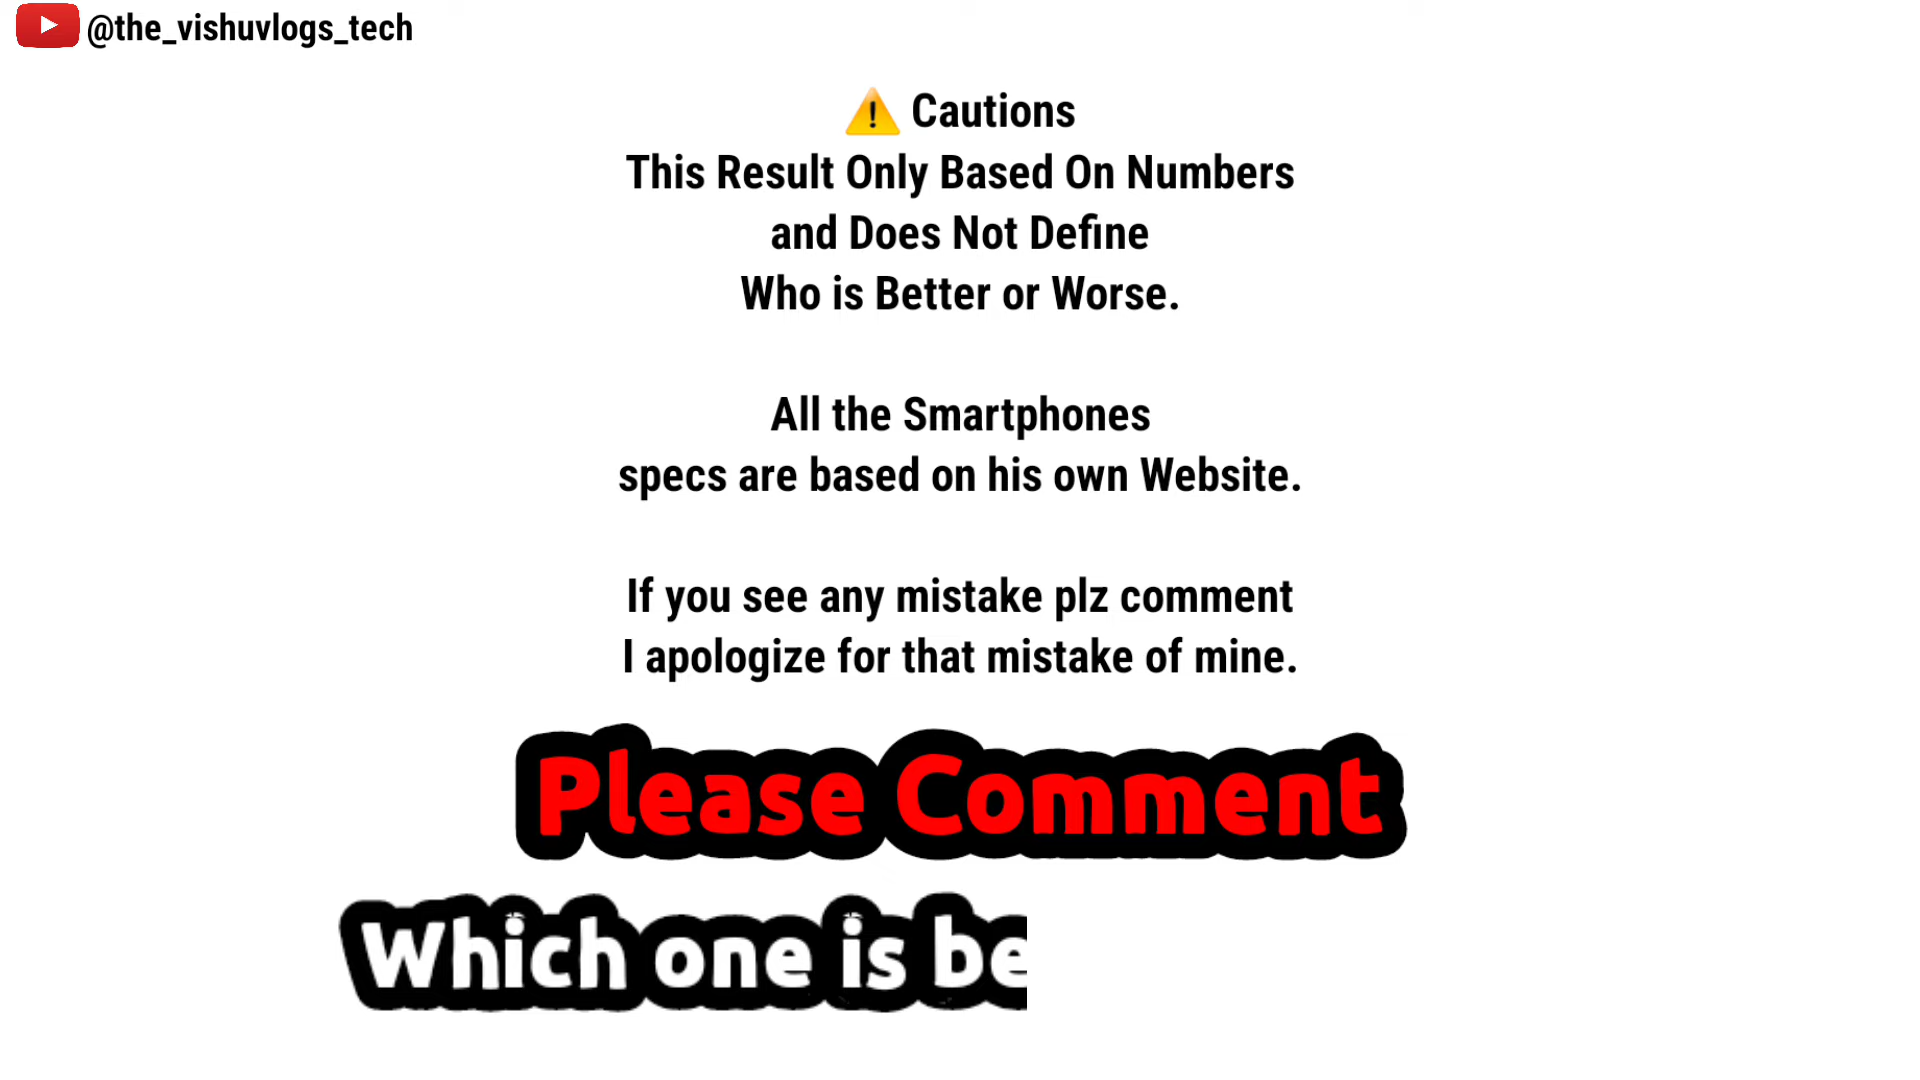 @the_vishuvlogs_tech
⚠️ Cautions
This Result Only Based On Numbers
and Does Not Define
Who is Better or Worse.
All the Smartphones
specs are based on his own Website.
If you see any mistake plz comment
I apologize for that mistake of mine.
Please Comment
Which one is be